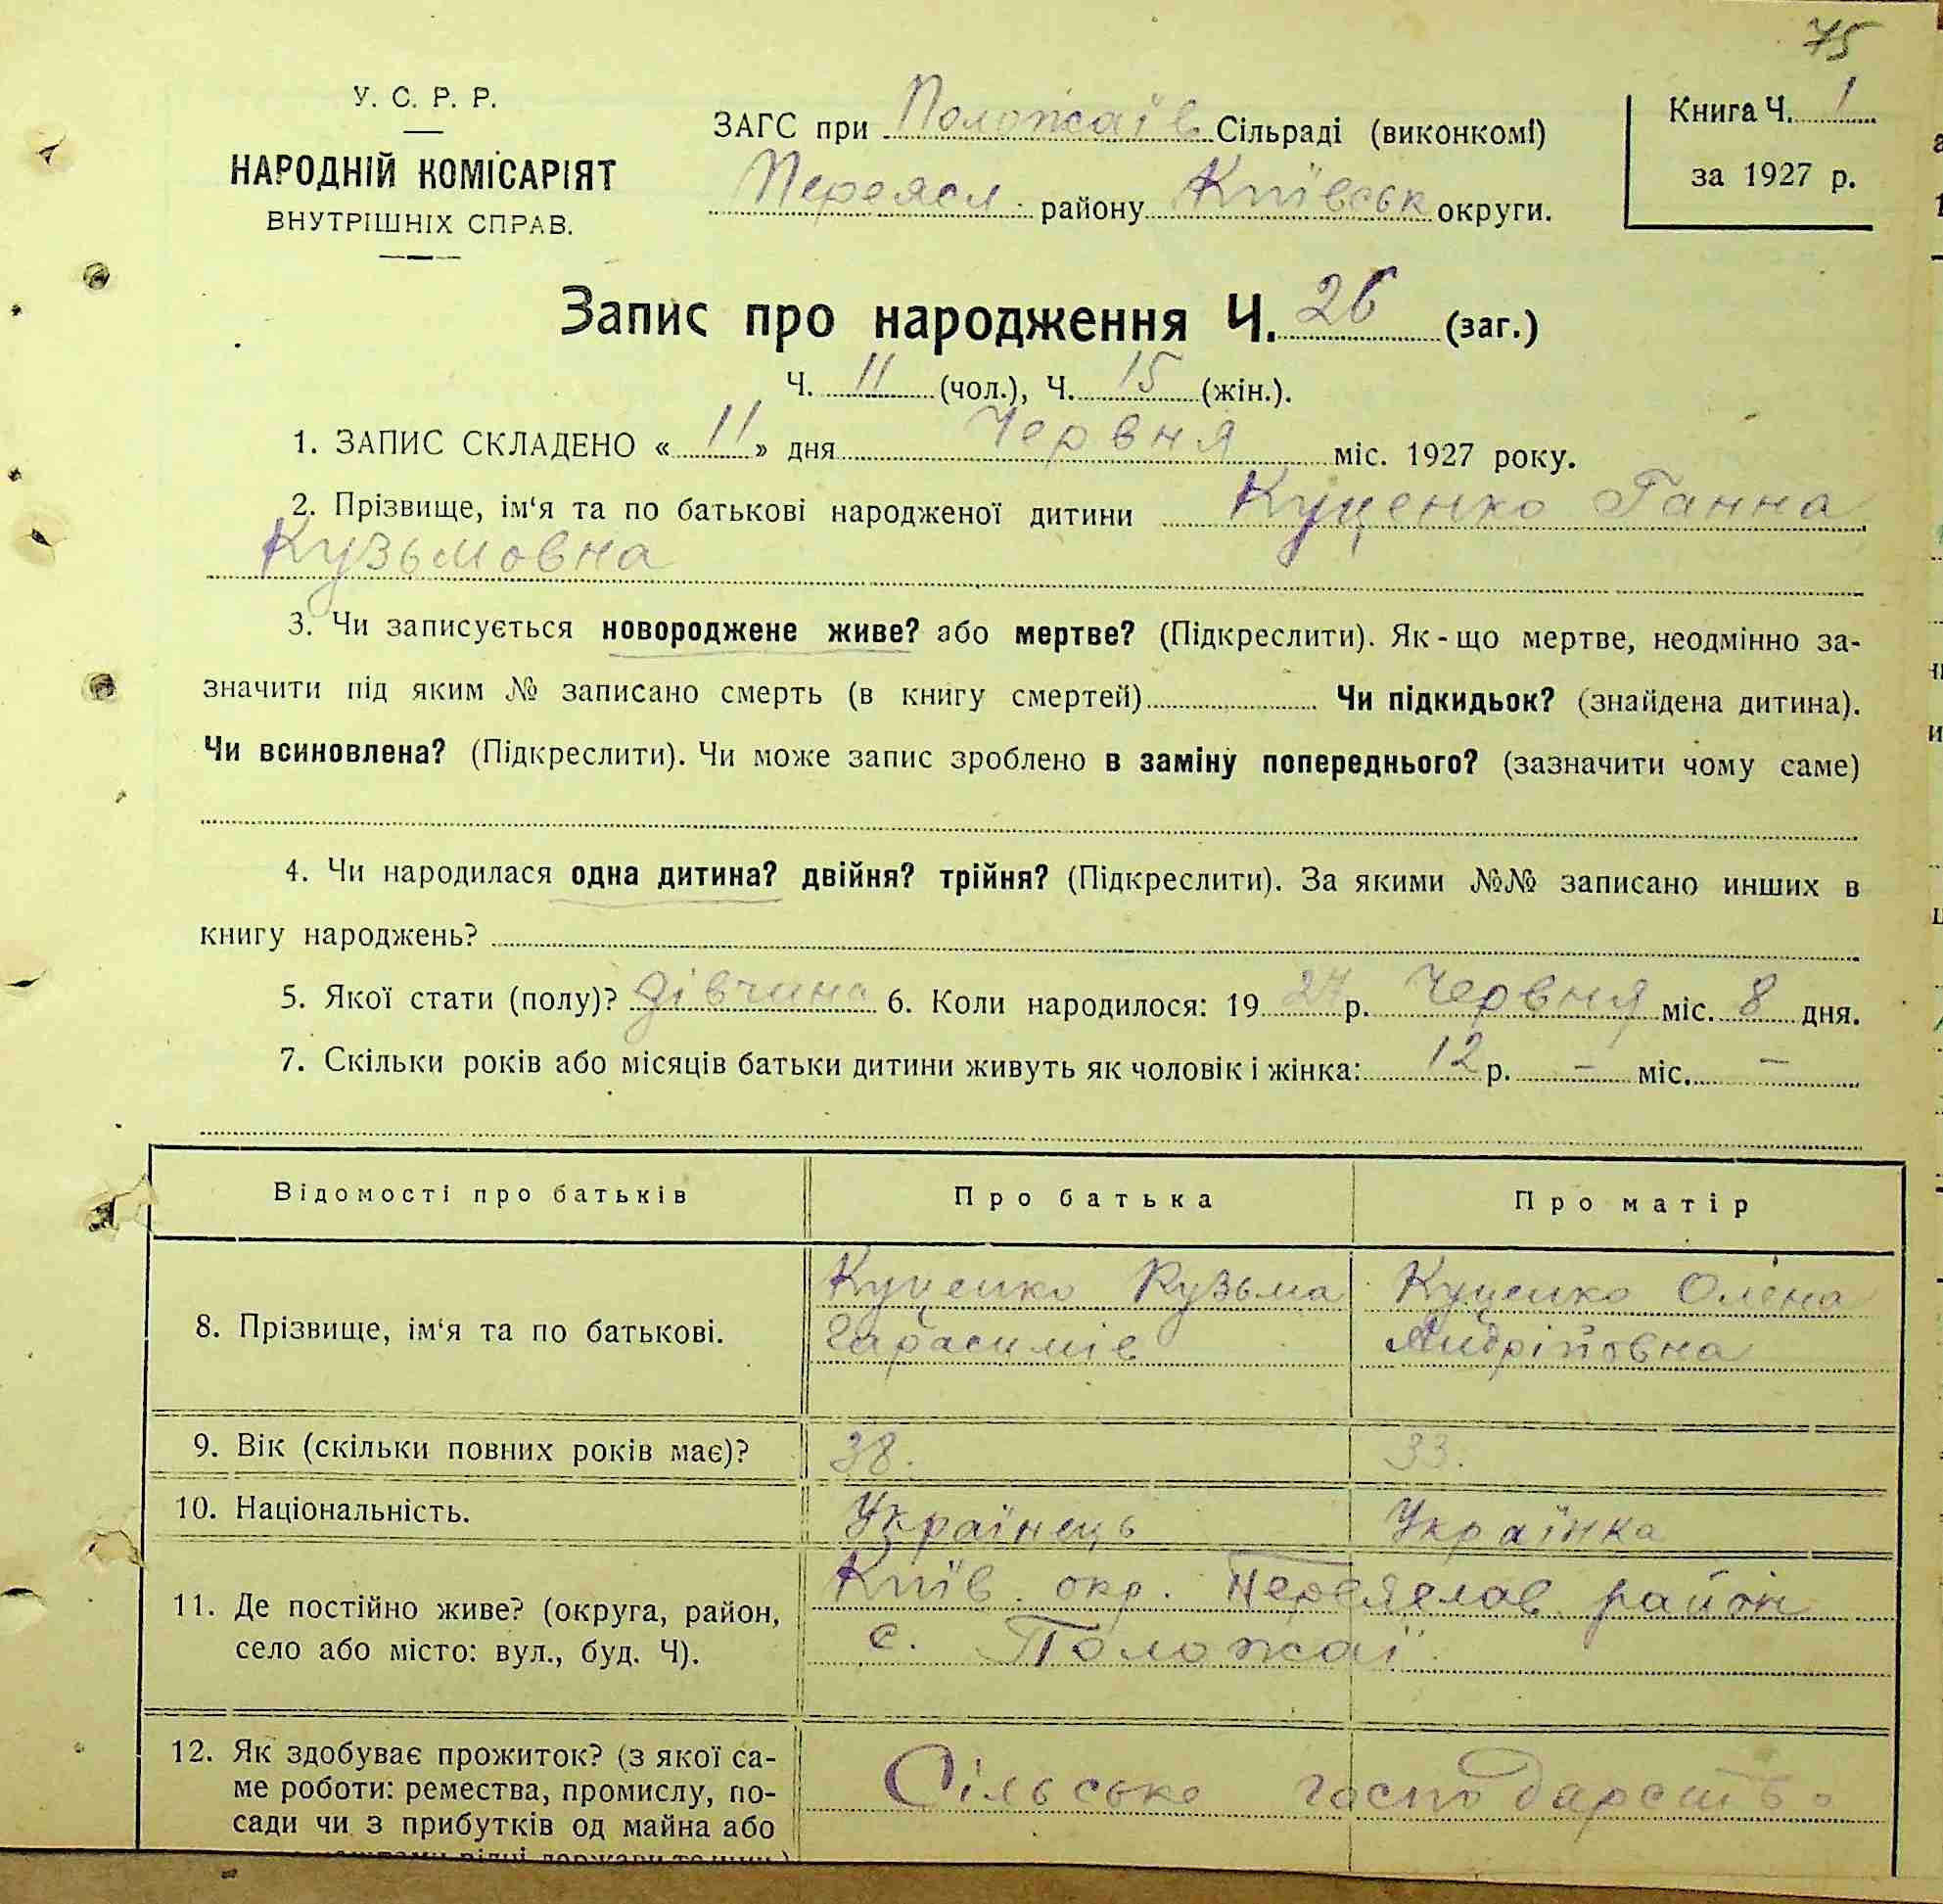 75
У. С. Р. Р.
НАРОДНІЙ КОМІСАРІЯТ
ВНУТРІШНІХ СПРАВ.
ЗАГС при Положаїв Сільраді (виконкомі)
Переясл. району Київськ округи.
Книга Ч. 1
за 1927 р.
Запис про народження Ч. 26 (заг.)
Ч. 11 (чол.), Ч. 15 (жін.).
1. ЗАПИС СКЛАДЕНО « 11 » дня Червня міс. 1927 року.
2. Прізвище, ім‘я та по батькові народженої дитини Куценко Ганна
Кузьмовна
3. Чи записується новороджене живе? або мертве? (Підкреслити). Як-що мертве, неодмінно за-
значити під яким № записано смерть (в книгу смертей) Чи підкидьок? (знайдена дитина).
Чи всиновлена? (Підкреслити). Чи може запис зроблено в заміну попереднього? (зазначити чому саме)
4. Чи народилася одна дитина? двійня? трійня? (Підкреслити). За якими №№ записано инших в
книгу народжень?
5. Якої стати (полу)? дівчина 6. Коли народилося: 19 27 р. Червня міс. 8 дня.
7. Скільки років або місяців батьки дитини живуть як чоловік і жінка: 12 р. — міс. —
Відомості про батьків Про батька Про матір
8. Прізвище, ім‘я та по батькові. Куценко Кузьма Куценко Олена
Гарасимів Андріїовна
9. Вік (скільки повних років має)? 38. 33.
10. Національність. Українець Українка
11. Де постійно живе? (округа, район, Київ. окр. Переяслав. район
село або місто: вул., буд. Ч). с. Положаї
12. Як здобуває прожиток? (з якої са-
ме роботи: ремества, промислу, по- Сільське господарство
сади чи з прибутків од майна або